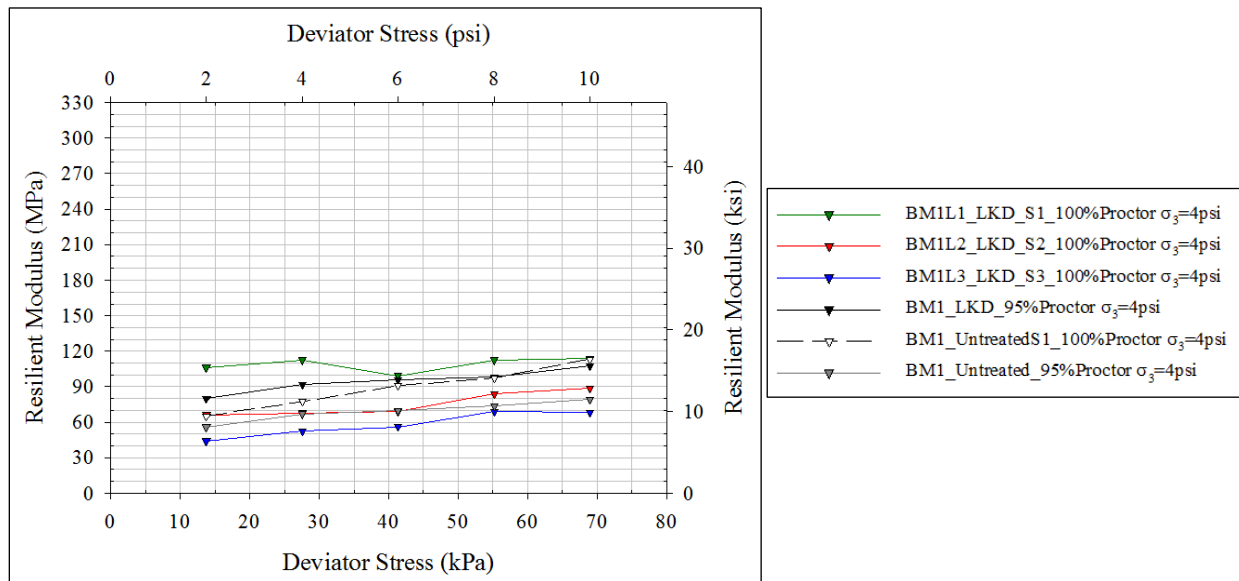 Deviator Stress (psi)
0 2 4 6 8 10
Resilient Modulus (MPa)
330
300
270
240
210
180
150
120
90
60
30
0
40
30
20
10
0
Resilient Modulus (ksi)
0 10 20 30 40 50 60 70 80
Deviator Stress (kPa)
BM1L1_LKD_S1_100%Proctor σ₃=4psi
BM1L2_LKD_S2_100%Proctor σ₃=4psi
BM1L3_LKD_S3_100%Proctor σ₃=4psi
BM1_LKD_95%Proctor σ₃=4psi
BM1_UntreatedS1_100%Proctor σ₃=4psi
BM1_Untreated_95%Proctor σ₃=4psi